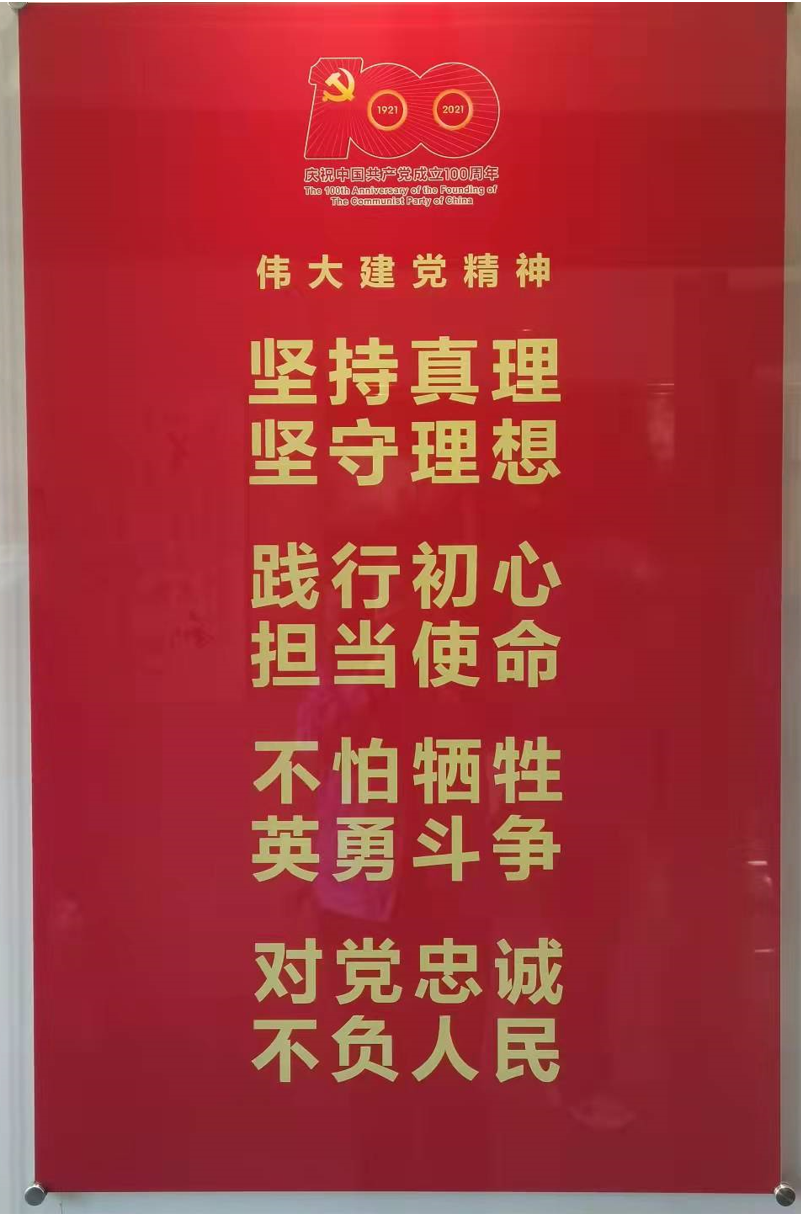 1921 2021
庆祝中国共产党成立100周年
The 100th Anniversary of the Founding of
The Communist Party of China
伟大建党精神
坚持真理
坚守理想
践行初心
担当使命
不怕牺牲
英勇斗争
对党忠诚
不负人民